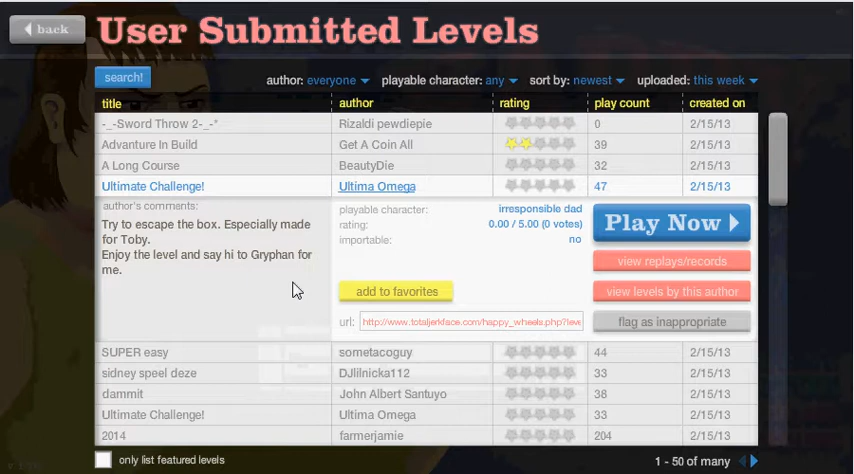 back
User Submitted Levels
search!
author: everyone playable character: any sort by: newest uploaded: this week
title author rating play count created on
-_-Sword Throw 2-_-* Rizaldi pewdiepie 0 2/15/13
Advanture In Build Get A Coin All 39 2/15/13
A Long Course BeautyDie 32 2/15/13
Ultimate Challenge! Ultima Omega 47 2/15/13
author's comments:
Try to escape the box. Especially made
for Toby.
Enjoy the level and say hi to Gryphan for
me.
playable character: irresponsible dad
rating: 0.00 / 5.00 (0 votes)
importable: no
add to favorites
url: http://www.totaljerkface.com/happy_wheels.php?leve
Play Now
view replays/records
view levels by this author
flag as inappropriate
SUPER easy sometacoguy 44 2/15/13
sidney speel deze DJlilnicka112 33 2/15/13
dammit John Albert Santuyo 38 2/15/13
Ultimate Challenge! Ultima Omega 33 2/15/13
2014 farmerjamie 204 2/15/13
only list featured levels 1 - 50 of many